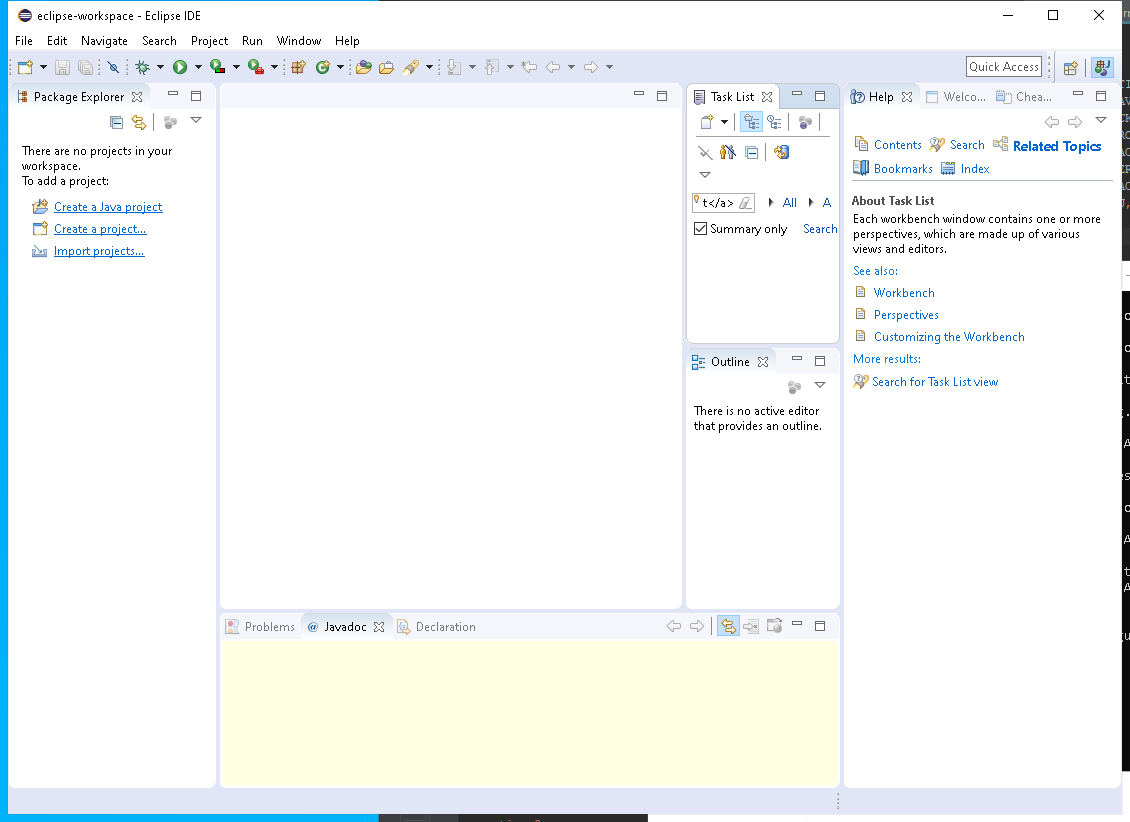 eclipse-workspace - Eclipse IDE
File Edit Navigate Search Project Run Window Help
Quick Access
Package Explorer
There are no projects in your
workspace.
To add a project:
Create a Java project
Create a project...
Import projects...
Task List
t</a>
All
A
Summary only
Search
Outline
There is no active editor
that provides an outline.
Problems
@ Javadoc
Declaration
Help
Welco...
Chea...
Contents
Search
Related Topics
Bookmarks
Index
About Task List
Each workbench window contains one or more
perspectives, which are made up of various
views and editors.
See also:
Workbench
Perspectives
Customizing the Workbench
More results:
Search for Task List view